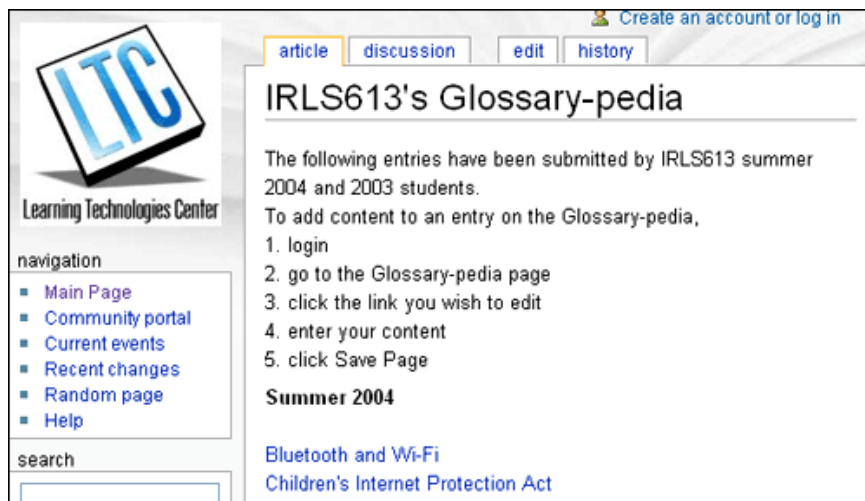 Create an account or log in
article discussion edit history
LTC
Learning Technologies Center
IRLS613's Glossary-pedia
The following entries have been submitted by IRLS613 summer
2004 and 2003 students.
To add content to an entry on the Glossary-pedia,
1. login
2. go to the Glossary-pedia page
3. click the link you wish to edit
4. enter your content
5. click Save Page
Summer 2004
Bluetooth and Wi-Fi
Children's Internet Protection Act
navigation
Main Page
Community portal
Current events
Recent changes
Random page
Help
search